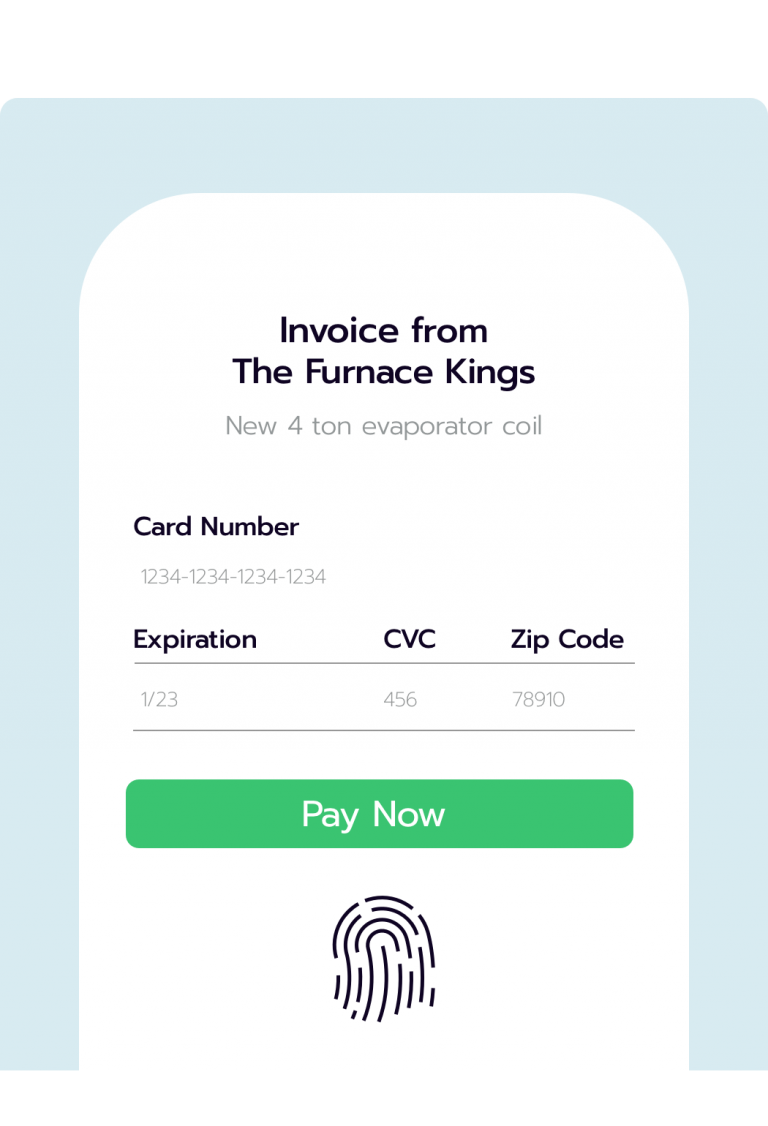 Invoice from
The Furnace Kings
New 4 ton evaporator coil
Card Number
1234-1234-1234-1234
Expiration CVC Zip Code
1/23 456 78910
Pay Now